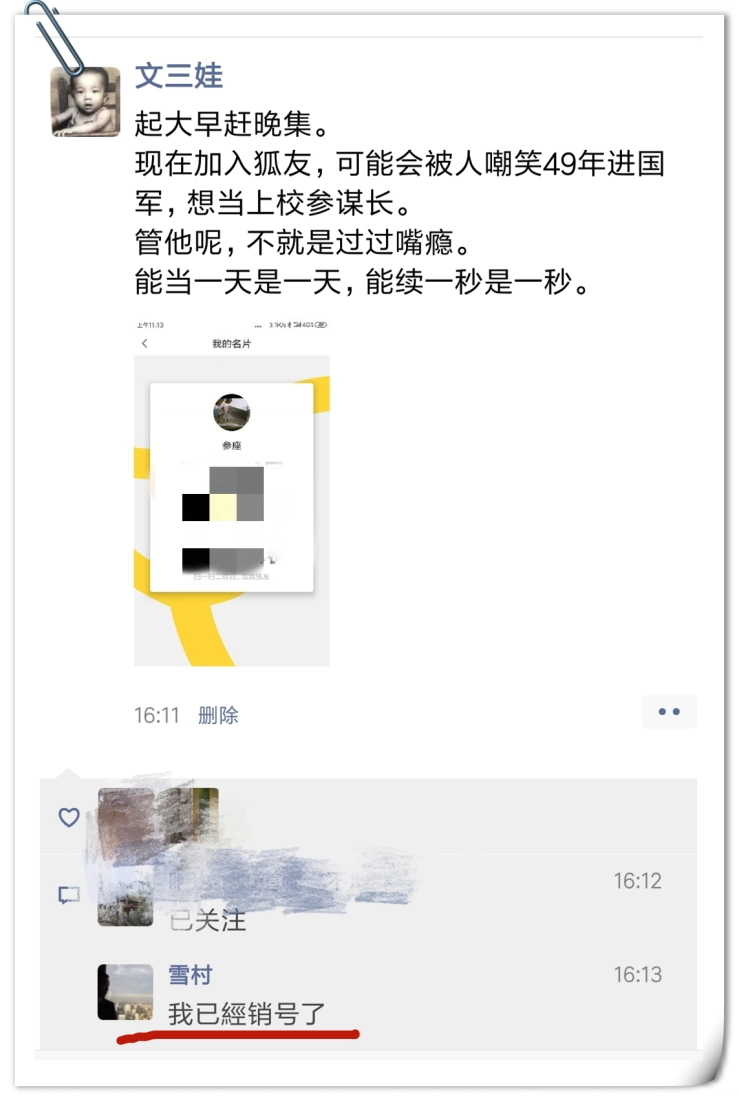 文三娃
起大早赶晚集。
现在加入狐友，可能会被人嘲笑49年进国
军，想当上校参谋长。
管他呢，不就是过过嘴瘾。
能当一天是一天，能续一秒是一秒。
上午11:13
我的名片
参座
16:11 删除
16:12
已关注
雪村 16:13
我已經销号了